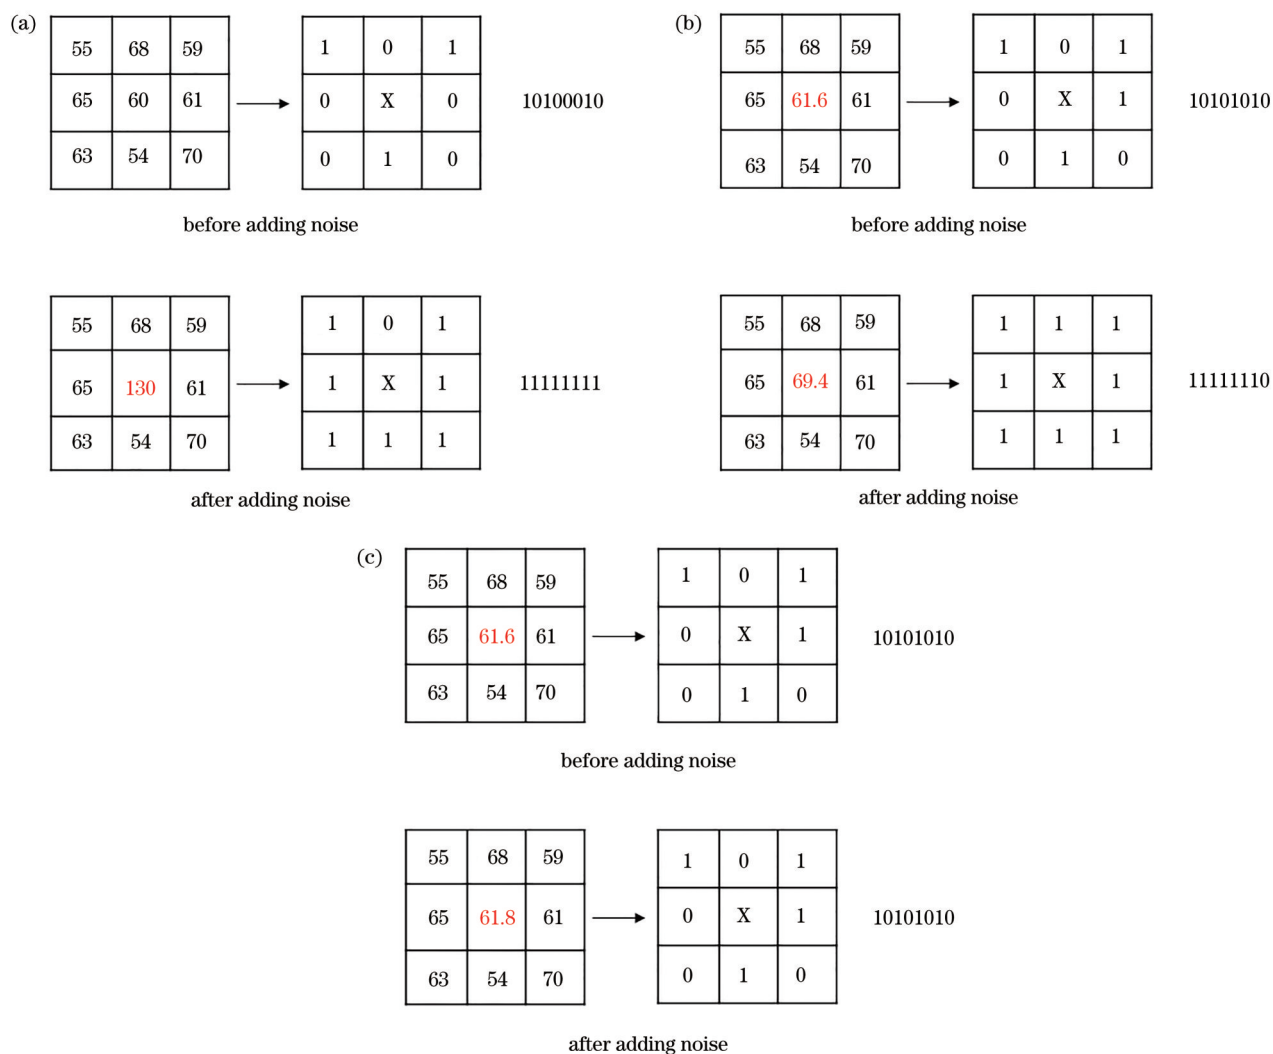 (a)
55 68 59
65 60 61
63 54 70
1 0 1
0 X 0
0 1 0
10100010
before adding noise
55 68 59
65 130 61
63 54 70
1 0 1
1 X 1
1 1 1
11111111
after adding noise
(b)
55 68 59
65 61.6 61
63 54 70
1 0 1
0 X 1
0 1 0
10101010
before adding noise
55 68 59
65 69.4 61
63 54 70
1 1 1
1 X 1
1 1 1
11111110
after adding noise
(c)
55 68 59
65 61.6 61
63 54 70
1 0 1
0 X 1
0 1 0
10101010
before adding noise
55 68 59
65 61.8 61
63 54 70
1 0 1
0 X 1
0 1 0
10101010
after adding noise